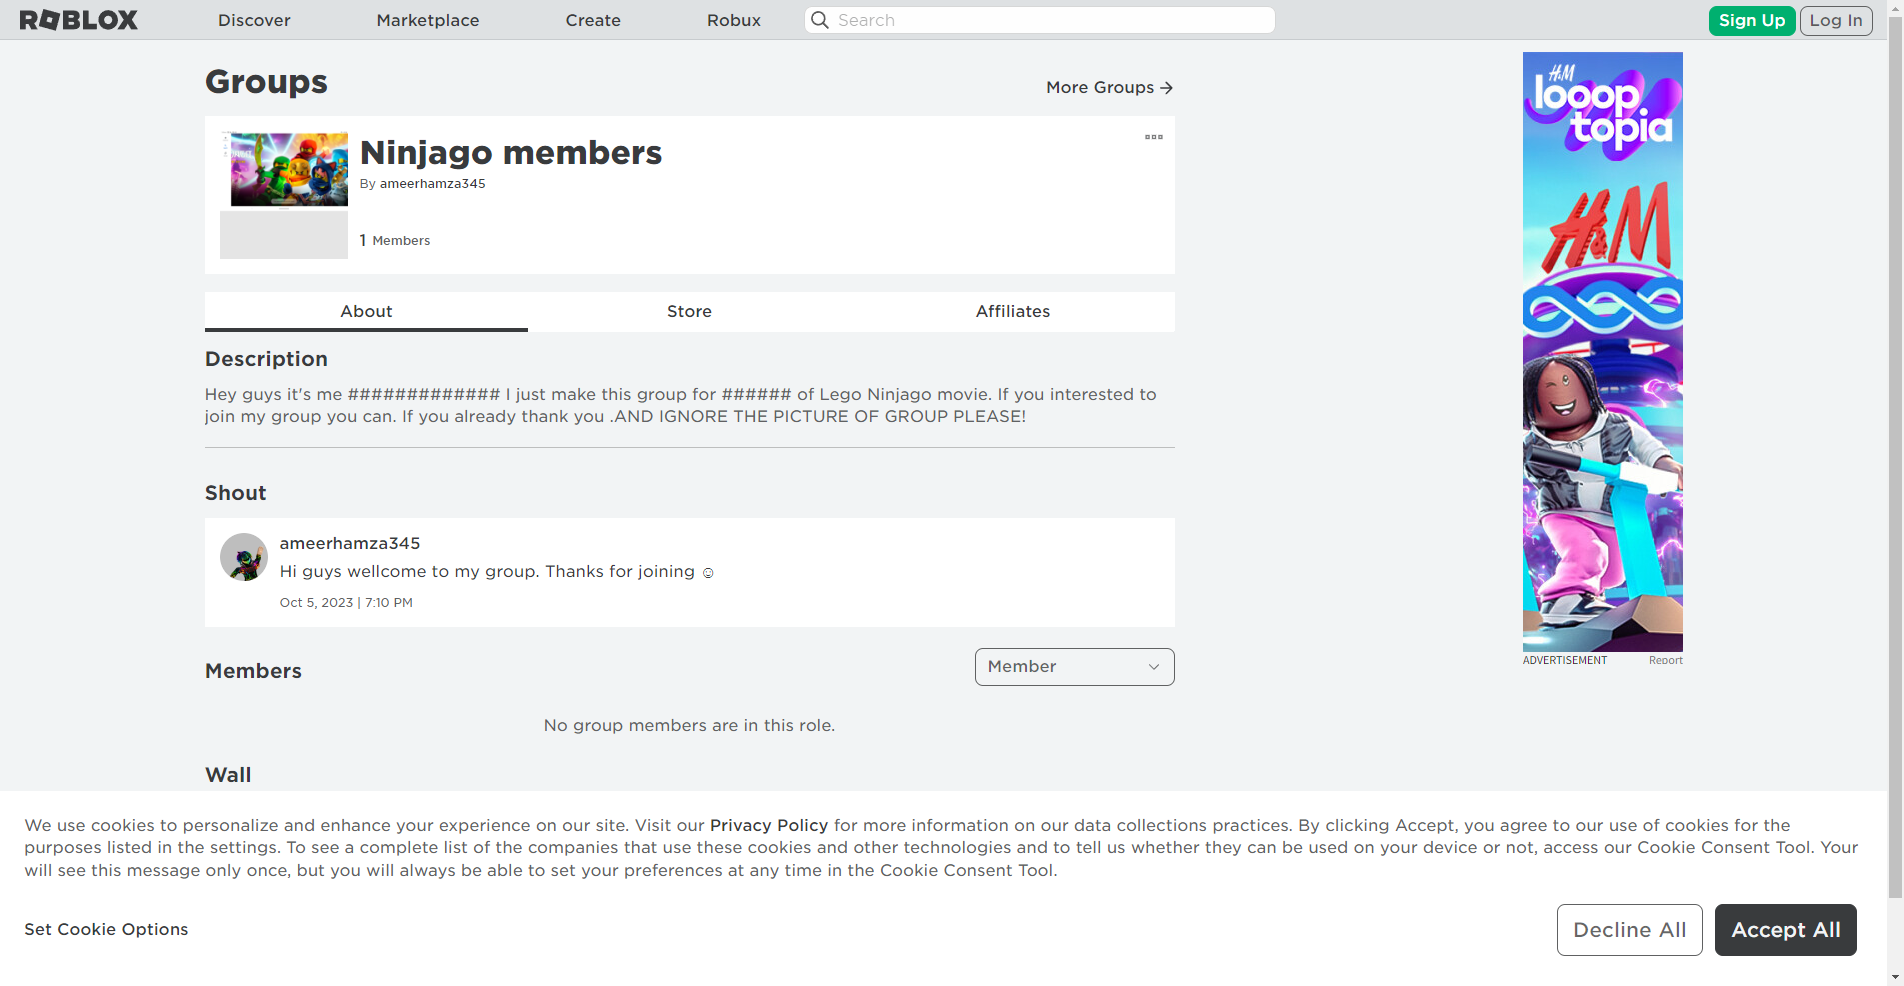 ROBLOX
Discover
Marketplace
Create
Robux
Search
Sign Up
Log In
Groups
More Groups →
Ninjago members
By ameerhamza345
1 Members
About
Store
Affiliates
Description
Hey guys it's me ############# I just make this group for ###### of Lego Ninjago movie. If you interested to
join my group you can. If you already thank you .AND IGNORE THE PICTURE OF GROUP PLEASE!
Shout
ameerhamza345
Hi guys wellcome to my group. Thanks for joining ☺
Oct 5, 2023 | 7:10 PM
Members
Member
No group members are in this role.
Wall
H&M
looop
topia
H&M
ADVERTISEMENT
Report
We use cookies to personalize and enhance your experience on our site. Visit our Privacy Policy for more information on our data collections practices. By clicking Accept, you agree to our use of cookies for the
purposes listed in the settings. To see a complete list of the companies that use these cookies and other technologies and to tell us whether they can be used on your device or not, access our Cookie Consent Tool. Your
will see this message only once, but you will always be able to set your preferences at any time in the Cookie Consent Tool.
Set Cookie Options
Decline All
Accept All